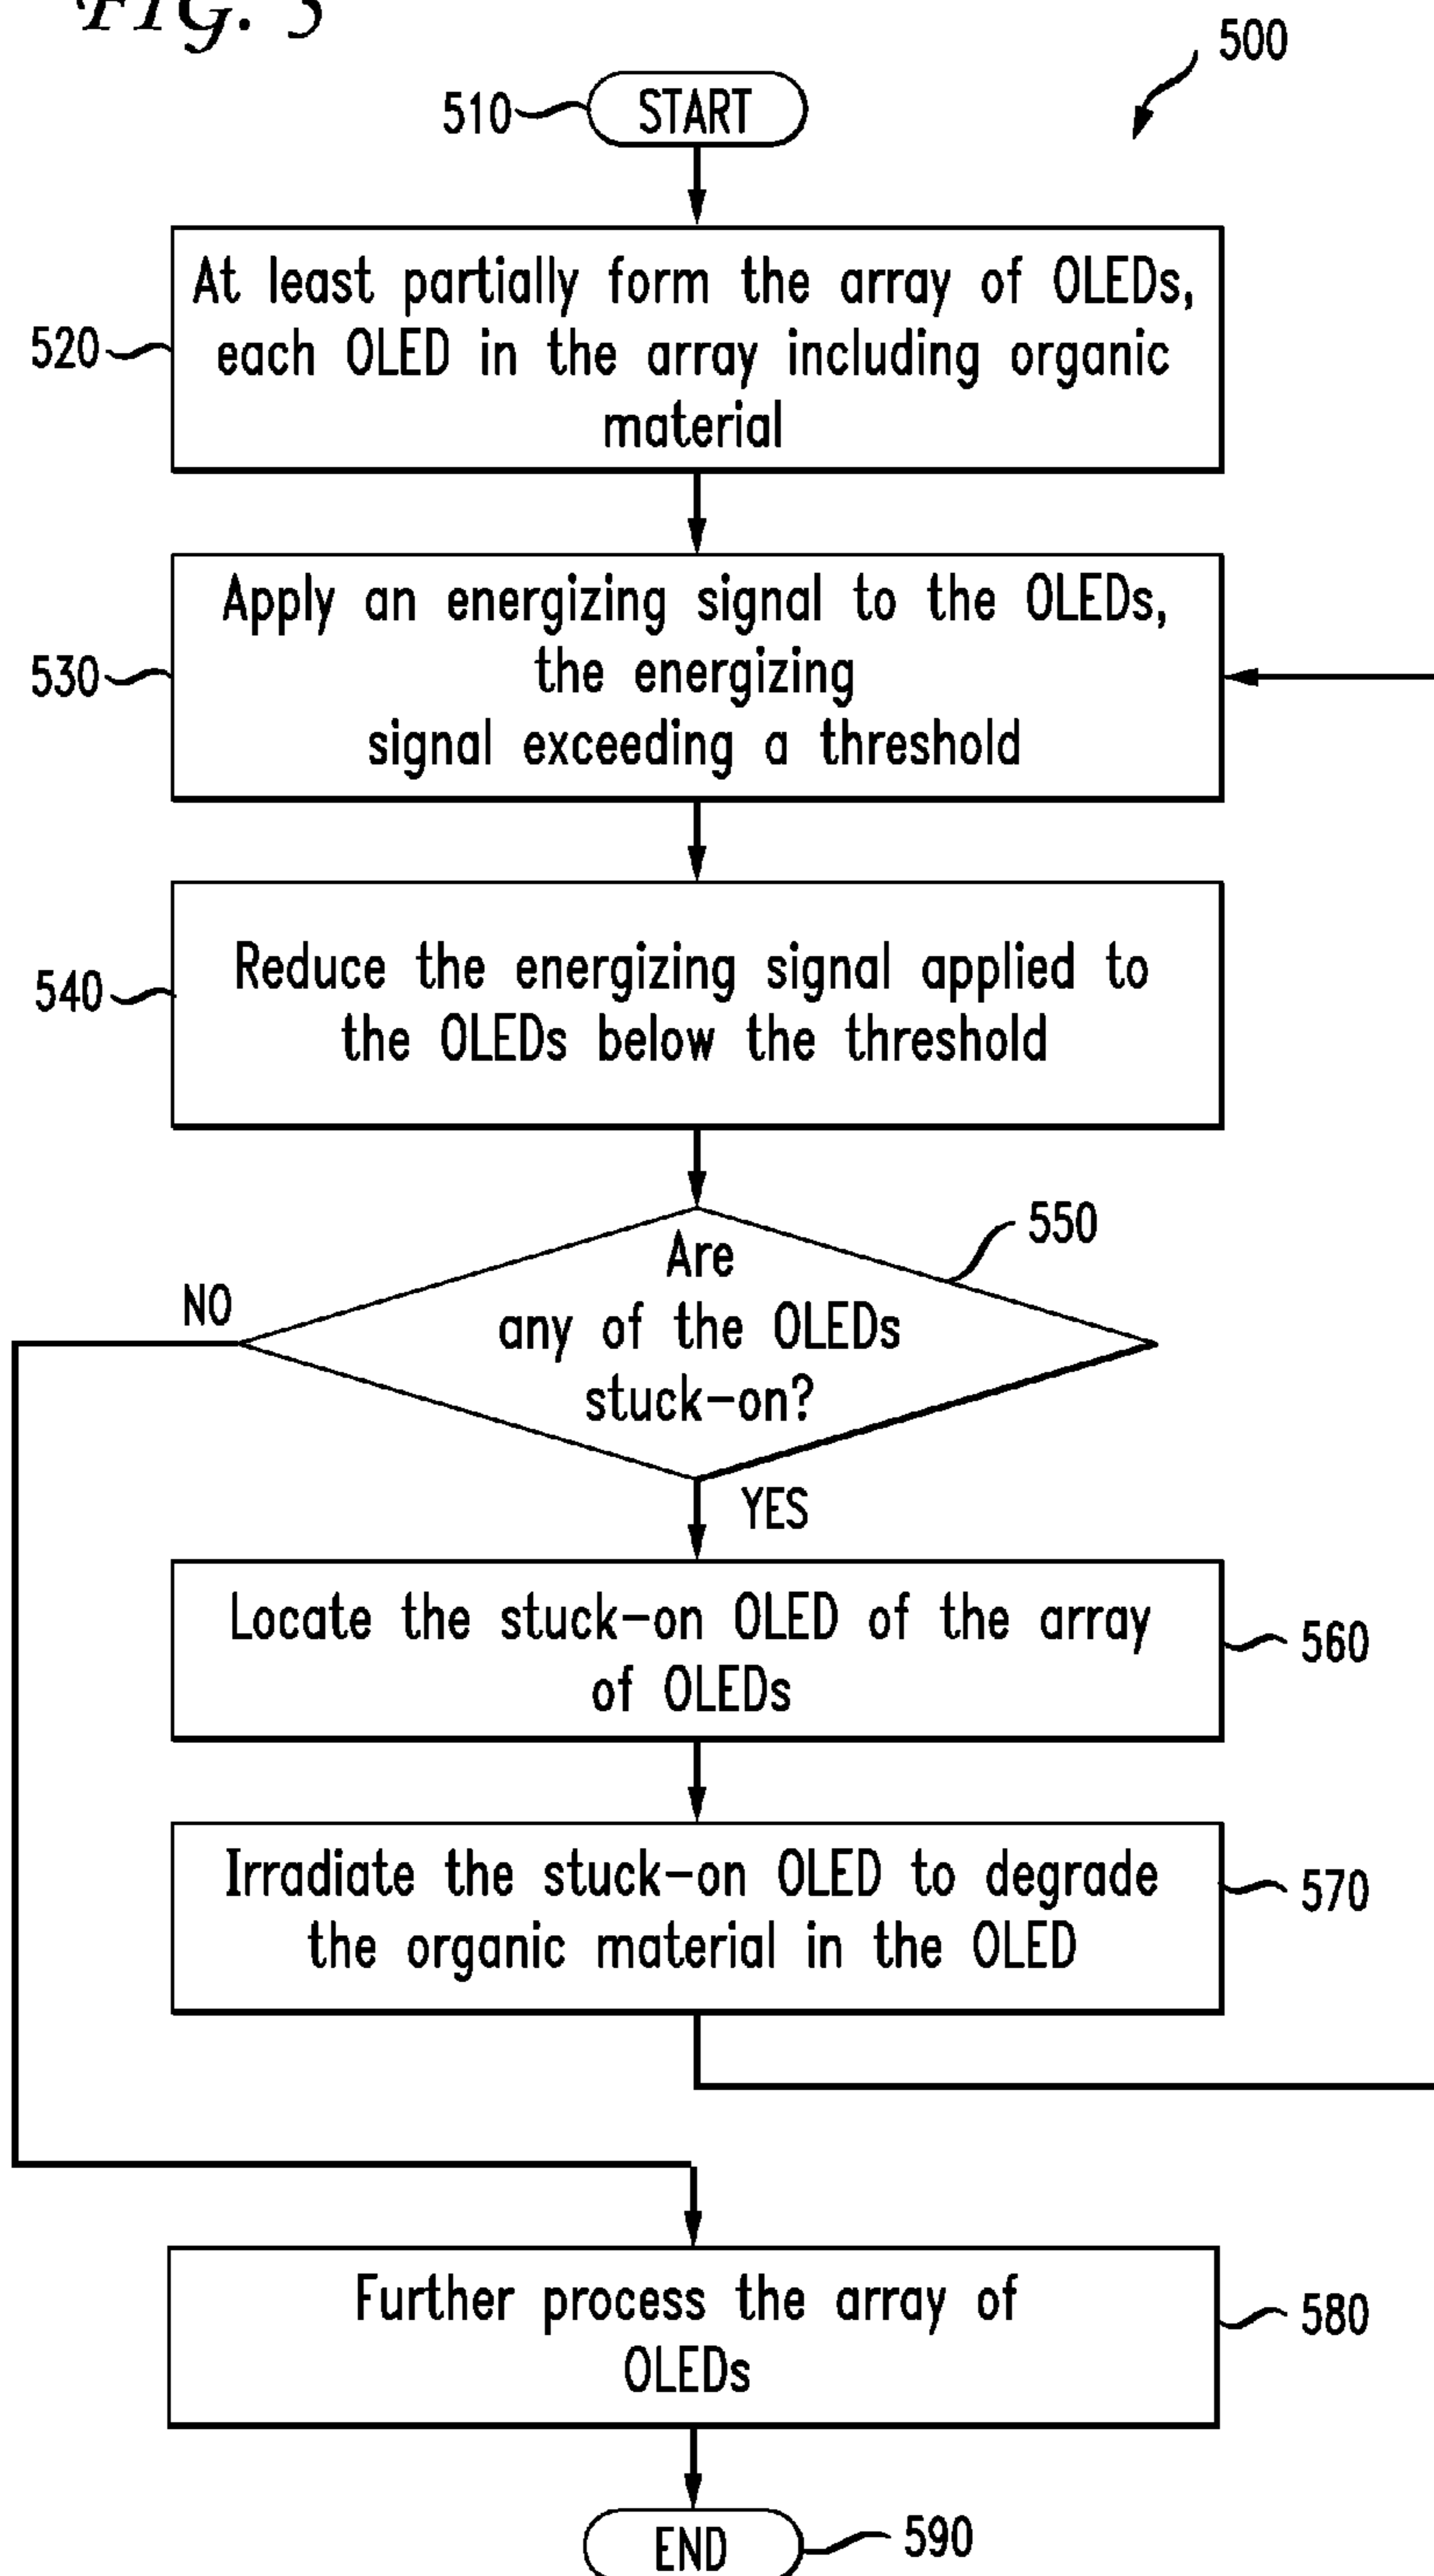 FIG. 5
500
510
START
At least partially form the array of OLEDs,
each OLED in the array including organic
material
520
Apply an energizing signal to the OLEDs,
the energizing
signal exceeding a threshold
530
Reduce the energizing signal applied to
the OLEDs below the threshold
540
Are
any of the OLEDs
stuck-on?
550
NO
YES
Locate the stuck-on OLED of the array
of OLEDs
560
Irradiate the stuck-on OLED to degrade
the organic material in the OLED
570
Further process the array of
OLEDs
580
END
590